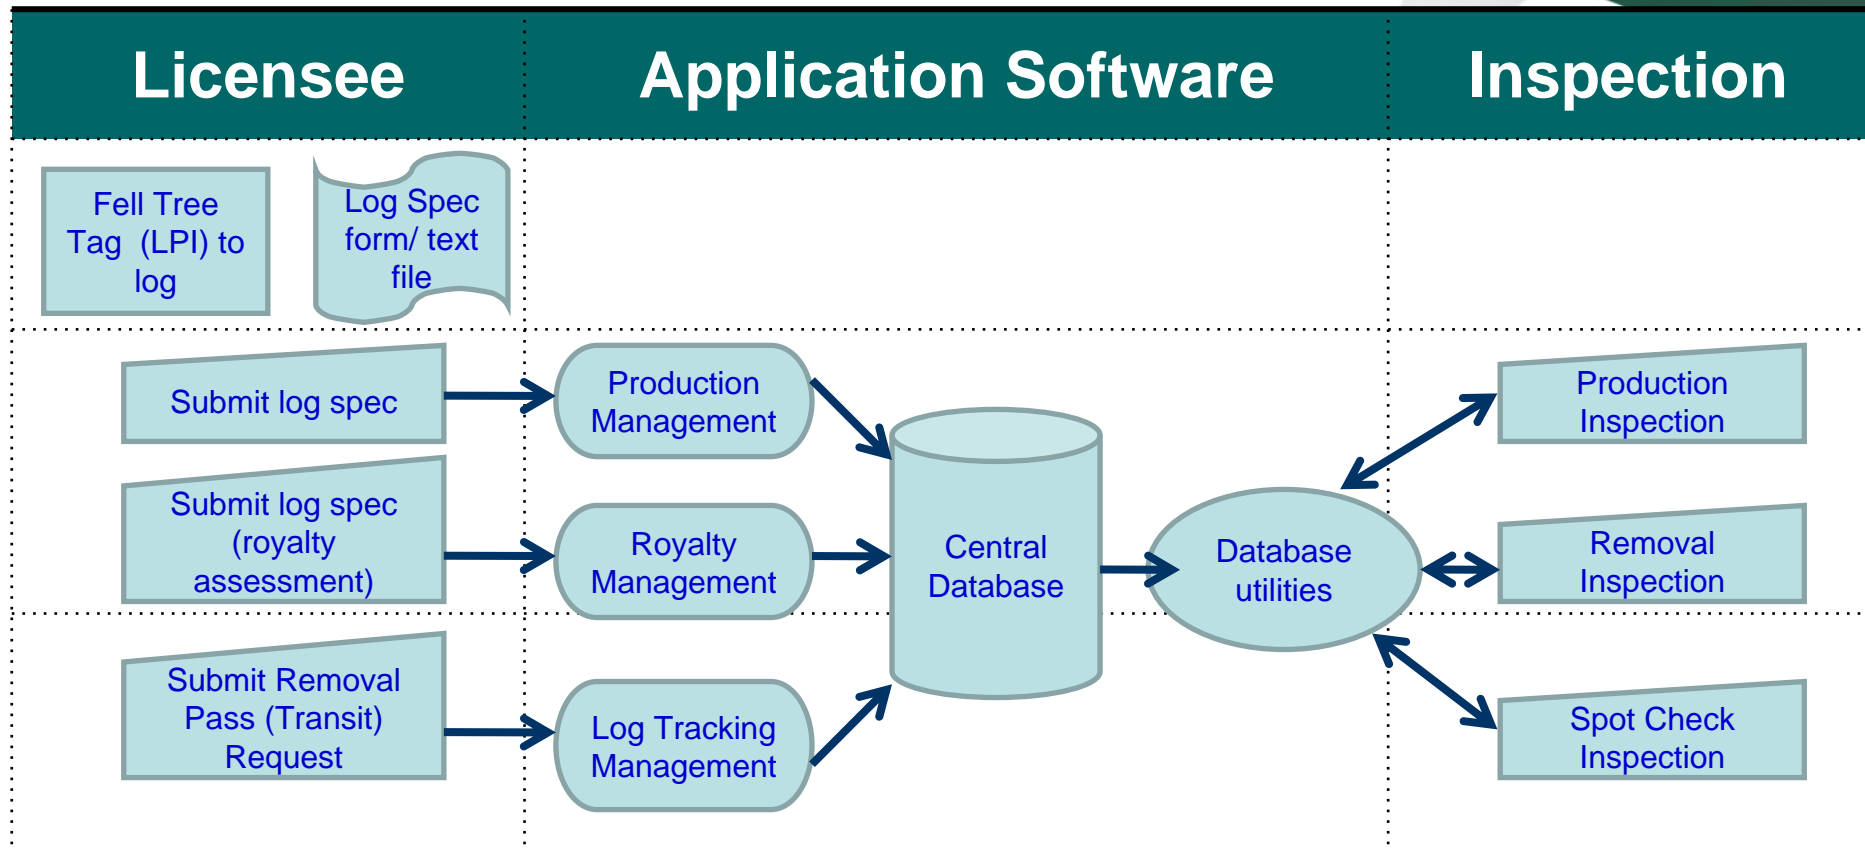 Licensee
Application Software
Inspection
Fell Tree
Tag (LPI) to
log
Log Spec
form/ text
file
Submit log spec
Production
Management
Production
Inspection
Submit log spec
(royalty
assessment)
Royalty
Management
Central
Database
Database
utilities
Removal
Inspection
Submit Removal
Pass (Transit)
Request
Log Tracking
Management
Spot Check
Inspection